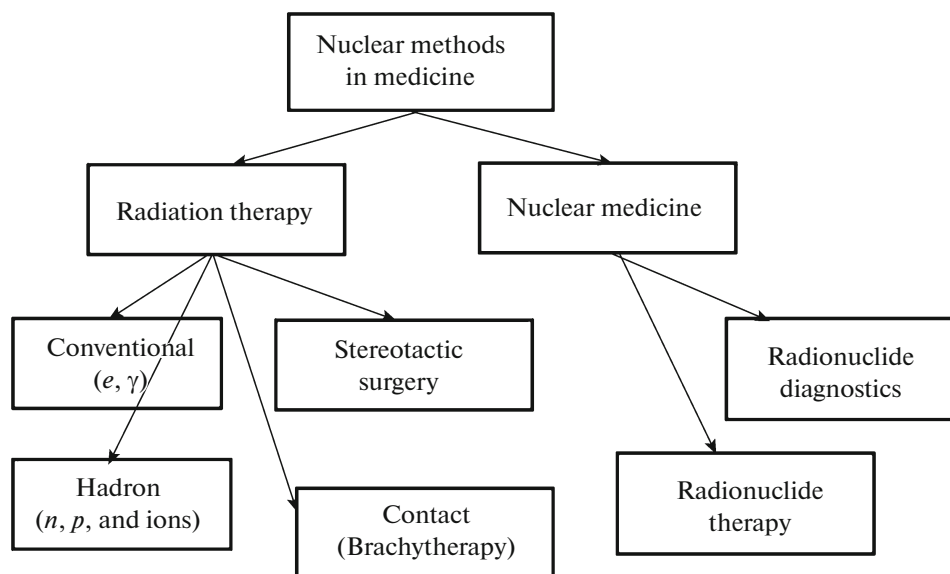 Nuclear methods
in medicine
Radiation therapy
Nuclear medicine
Conventional
(e, γ)
Stereotactic
surgery
Radionuclide
diagnostics
Hadron
(n, p, and ions)
Contact
(Brachytherapy)
Radionuclide
therapy